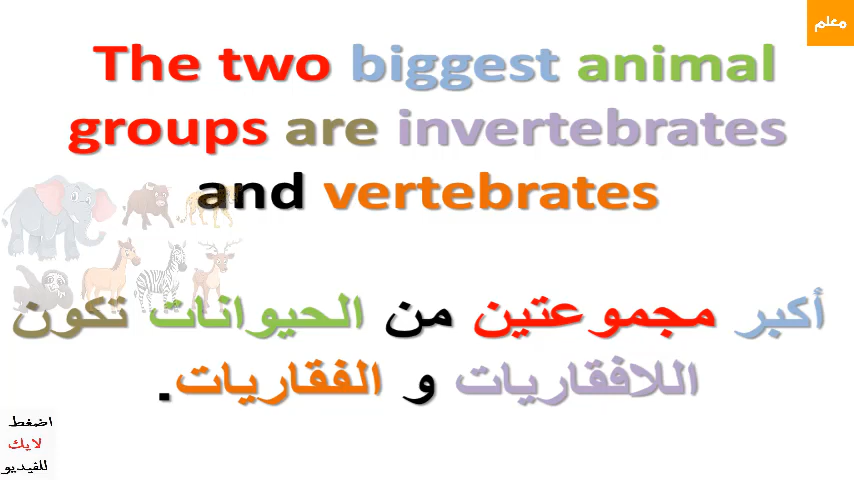 معلم
The two biggest animal
groups are invertebrates
and vertebrates
أكبر مجموعتين من الحيوانات تكون
اللافقاريات و الفقاريات.
اضغط
لايك
للفيديو